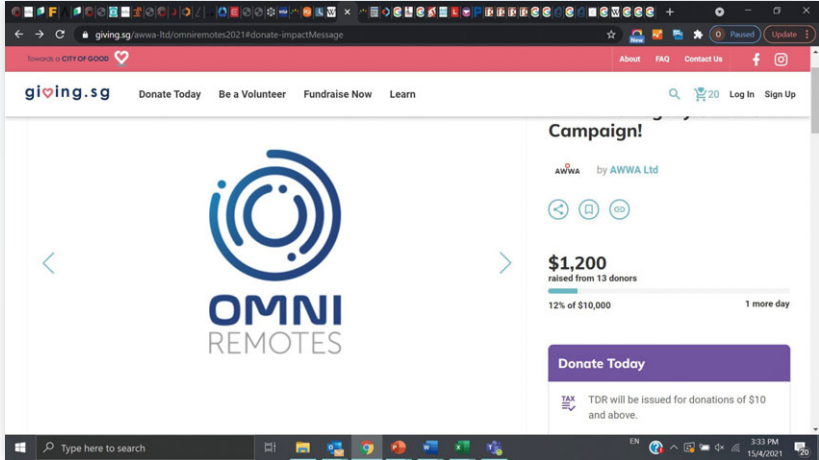 giving.sg/awwa-ltd/omniremotes2021#donate-impactMessage
New
Paused
Update
Towards a CITY OF GOOD
About FAQ Contact Us
giving.sg
Donate Today Be a Volunteer Fundraise Now Learn
20 Log In Sign Up
Campaign!
AWWA by AWWA Ltd
OMNI
REMOTES
$1,200
raised from 13 donors
12% of $10,000 1 more day
Donate Today
TAX TDR will be issued for donations of $10
and above.
Type here to search
EN
3:33 PM
15/4/2021
20